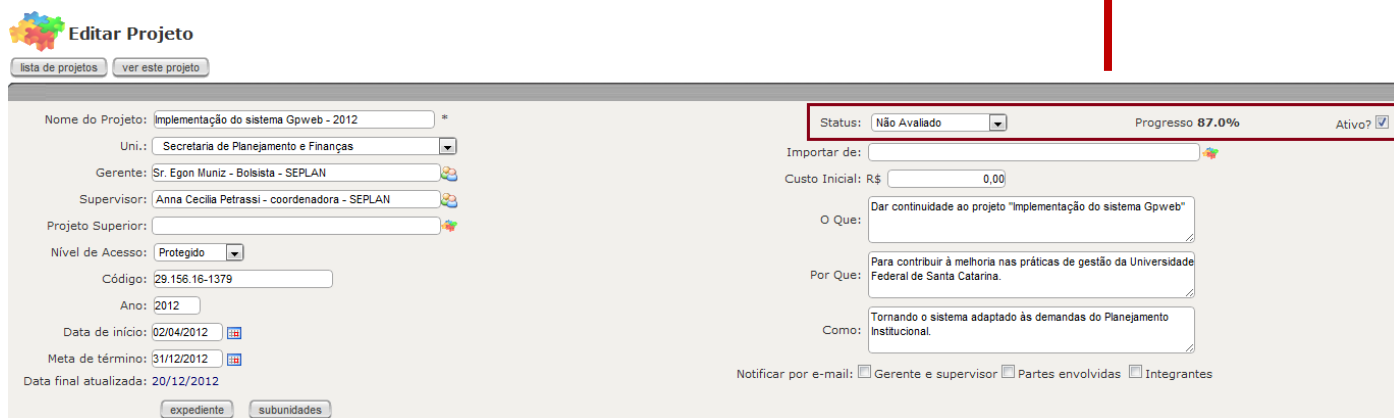 Editar Projeto
lista de projetos ver este projeto
Nome do Projeto: Implementação do sistema Gpweb - 2012 *
Uni.: Secretaria de Planejamento e Finanças
Gerente: Sr. Egon Muniz - Bolsista - SEPLAN
Supervisor: Anna Cecilia Petrassi - coordenadora - SEPLAN
Projeto Superior:
Nível de Acesso: Protegido
Código: 29.156.16-1379
Ano: 2012
Data de início: 02/04/2012
Meta de término: 31/12/2012
Data final atualizada: 20/12/2012
expediente subunidades
Status: Não Avaliado Progresso 87.0% Ativo?
Importar de:
Custo Inicial: R$ 0,00
O Que: Dar continuidade ao projeto "Implementação do sistema Gpweb"
Por Que: Para contribuir à melhoria nas práticas de gestão da Universidade
Federal de Santa Catarina.
Como: Tornando o sistema adaptado às demandas do Planejamento
Institucional.
Notificar por e-mail: Gerente e supervisor Partes envolvidas Integrantes